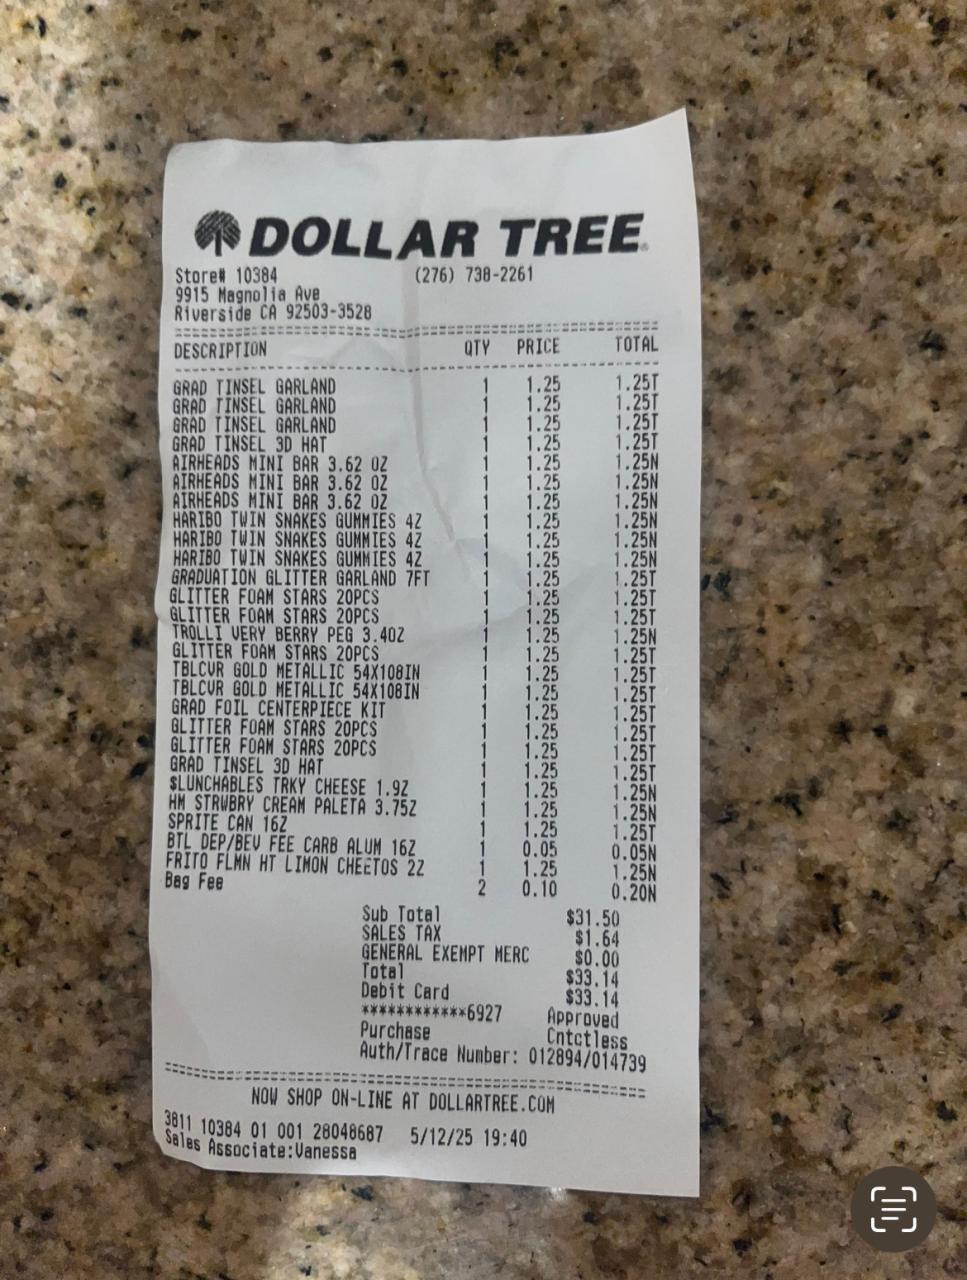 DOLLAR TREE
Store# 10384 (276) 738-2261
9915 Magnolia Ave
Riverside CA 92503-3528
DESCRIPTION QTY PRICE TOTAL
GRAD TINSEL GARLAND 1 1.25 1.25T
GRAD TINSEL GARLAND 1 1.25 1.25T
GRAD TINSEL GARLAND 1 1.25 1.25T
GRAD TINSEL 3D HAT 1 1.25 1.25T
AIRHEADS MINI BAR 3.62 OZ 1 1.25 1.25N
AIRHEADS MINI BAR 3.62 OZ 1 1.25 1.25N
AIRHEADS MINI BAR 3.62 OZ 1 1.25 1.25N
HARIBO TWIN SNAKES GUMMIES 4Z 1 1.25 1.25N
HARIBO TWIN SNAKES GUMMIES 4Z 1 1.25 1.25N
HARIBO TWIN SNAKES GUMMIES 4Z 1 1.25 1.25N
GRADUATION GLITTER GARLAND 7FT 1 1.25 1.25T
GLITTER FOAM STARS 20PCS 1 1.25 1.25T
GLITTER FOAM STARS 20PCS 1 1.25 1.25T
TROLLI VERY BERRY PEG 3.4OZ 1 1.25 1.25N
GLITTER FOAM STARS 20PCS 1 1.25 1.25T
TBLCVR GOLD METALLIC 54X108IN 1 1.25 1.25T
TBLCVR GOLD METALLIC 54X108IN 1 1.25 1.25T
GRAD FOIL CENTERPIECE KIT 1 1.25 1.25T
GLITTER FOAM STARS 20PCS 1 1.25 1.25T
GLITTER FOAM STARS 20PCS 1 1.25 1.25T
GRAD TINSEL 3D HAT 1 1.25 1.25T
$LUNCHABLES TRKY CHEESE 1.9Z 1 1.25 1.25N
HM STRWBRY CREAM PALETA 3.75Z 1 1.25 1.25N
SPRITE CAN 16Z 1 1.25 1.25T
BTL DEP/BEV FEE CARB ALUM 16Z 1 0.05 0.05N
FRITO FLMN HT LIMON CHEETOS 2Z 1 1.25 1.25N
Bag Fee 2 0.10 0.20N
Sub Total $31.50
SALES TAX $1.64
GENERAL EXEMPT MERC $0.00
Total $33.14
Debit Card $33.14
************6927 Approved
Purchase Cntctless
Auth/Trace Number: 012894/014739
NOW SHOP ON-LINE AT DOLLARTREE.COM
3811 10384 01 001 28048687 5/12/25 19:40
Sales Associate:Vanessa